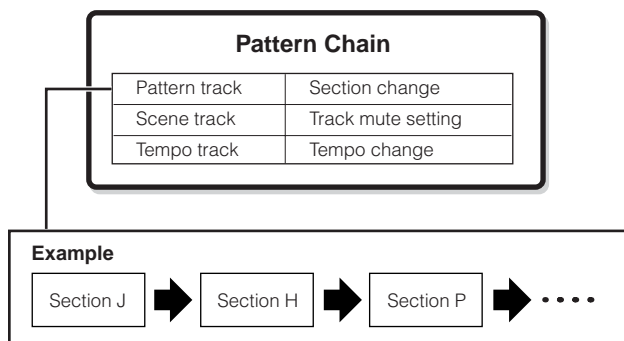 Pattern Chain
Pattern track Section change
Scene track Track mute setting
Tempo track Tempo change
Example
Section J Section H Section P